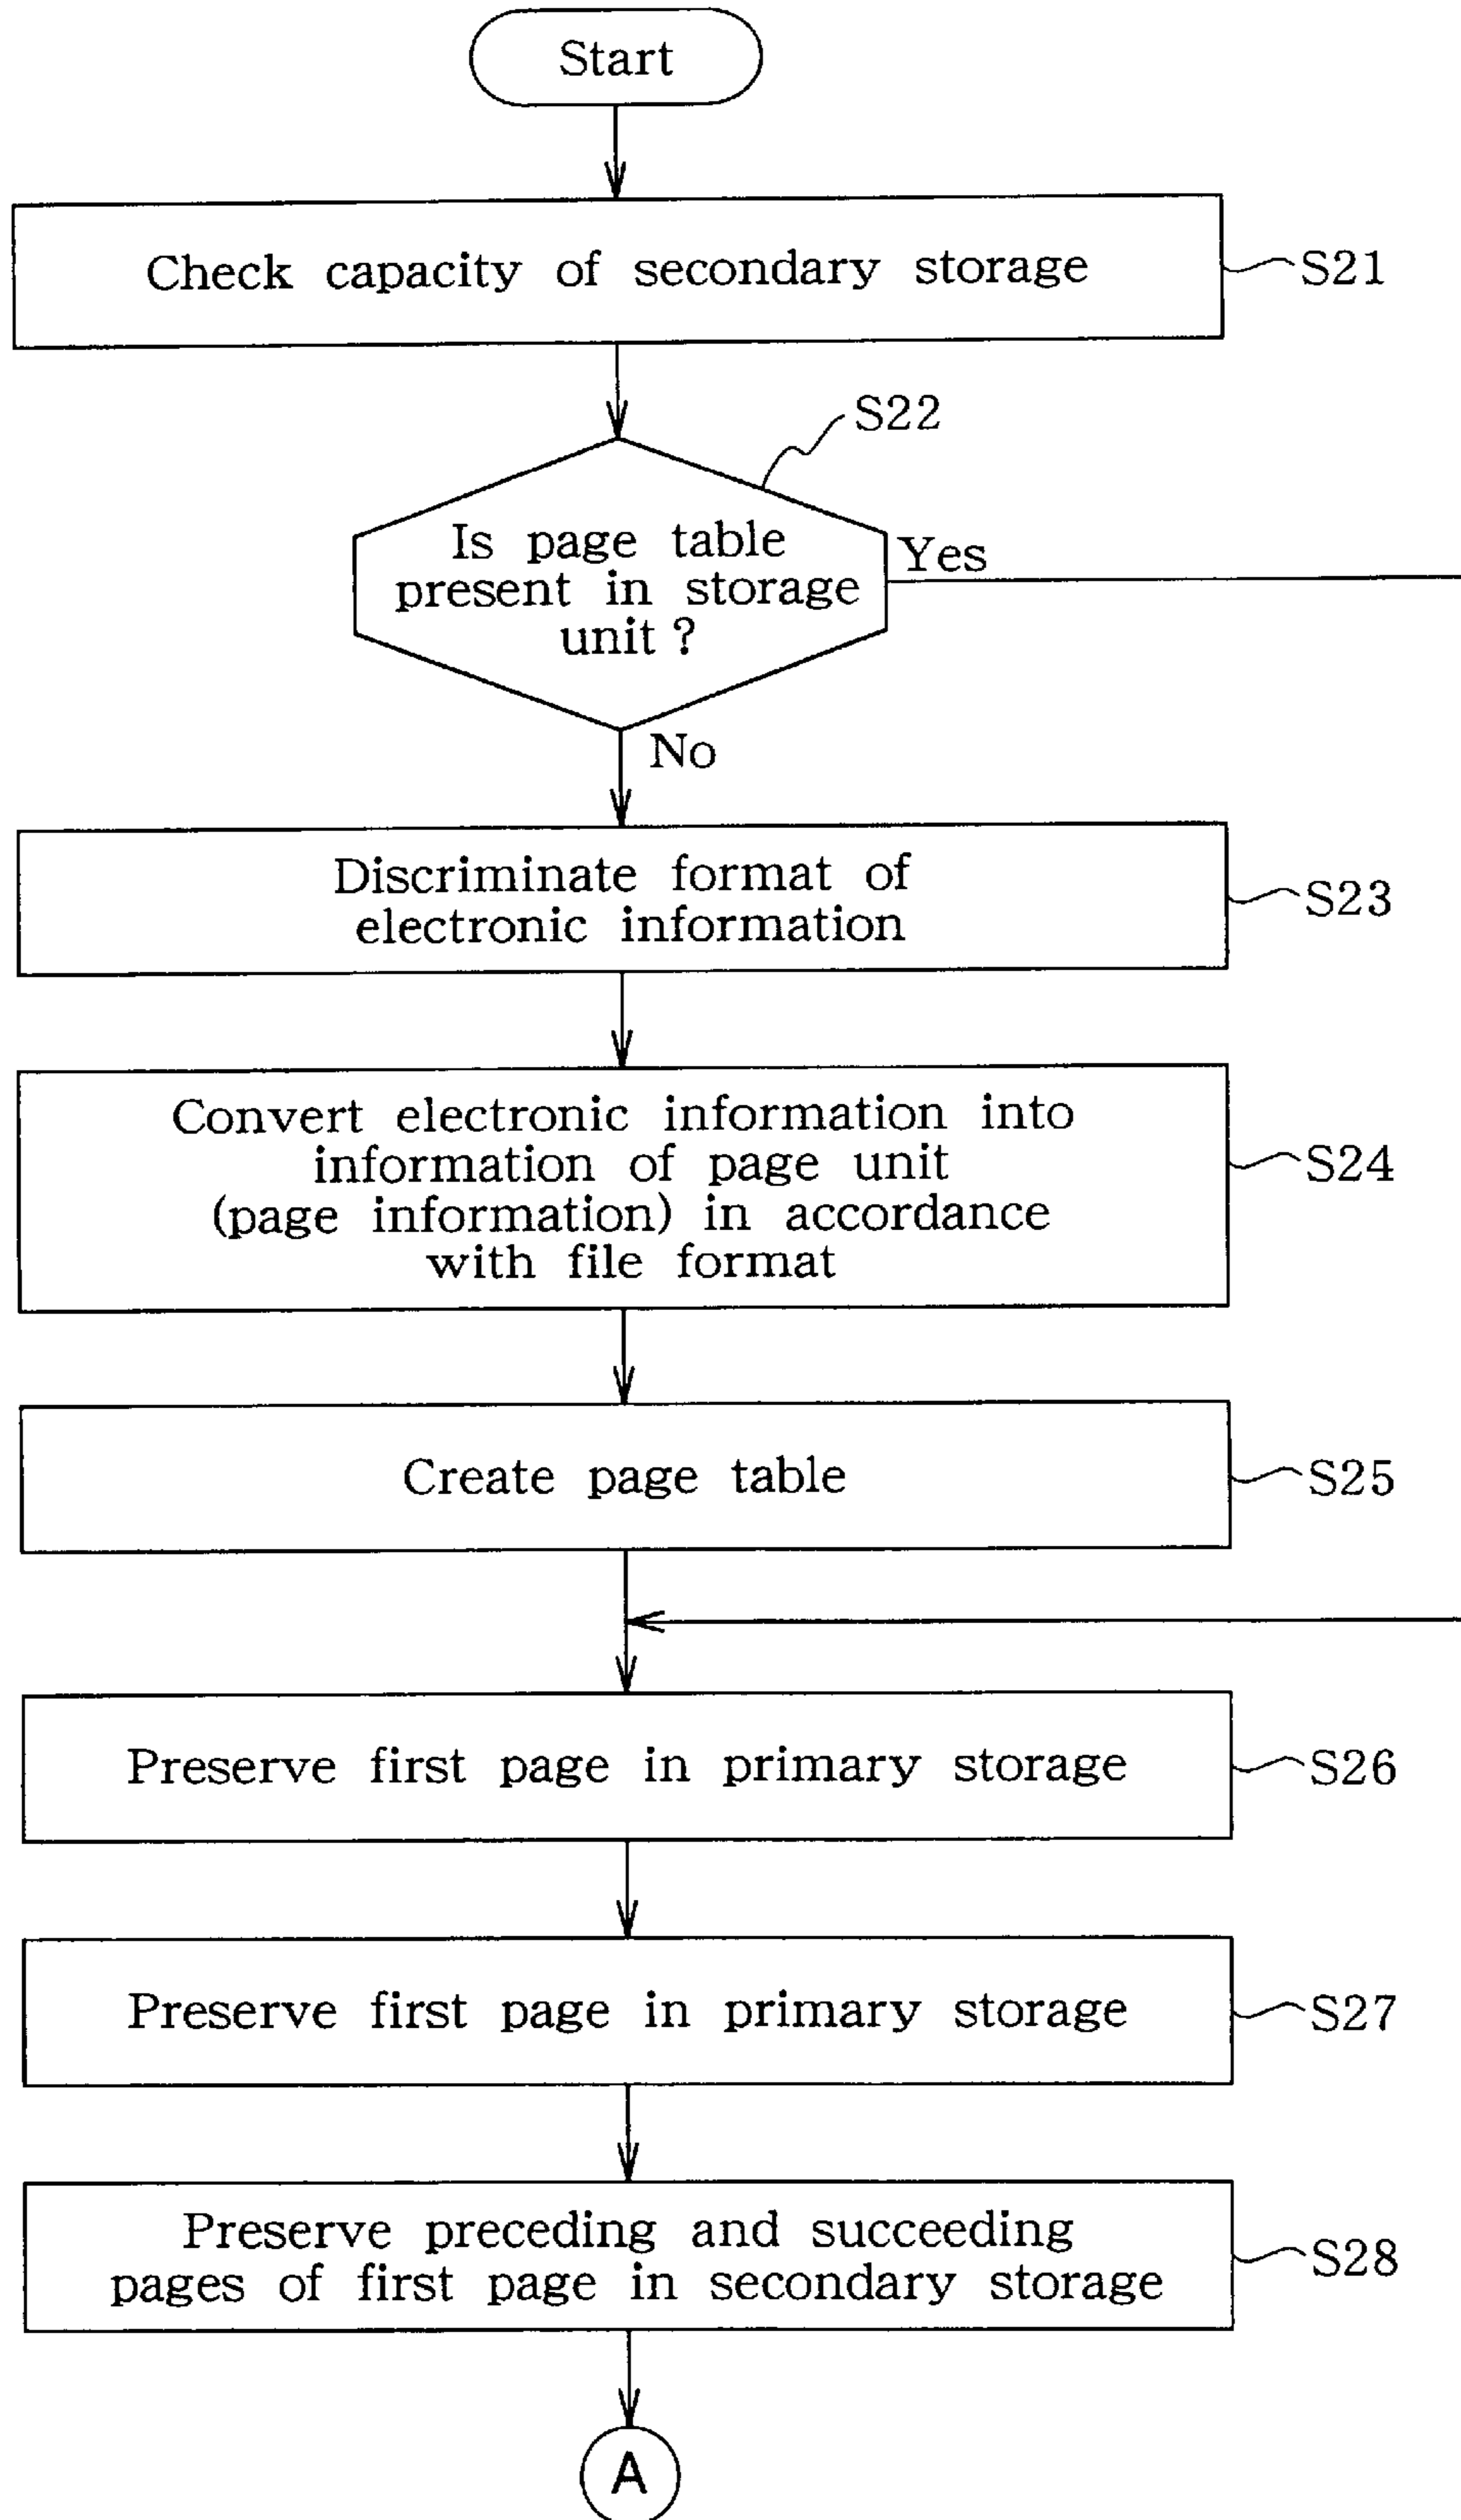 Start
Check capacity of secondary storage
S21
S22
Is page table
present in storage
unit ?
Yes
No
Discriminate format of
electronic information
S23
Convert electronic information into
information of page unit
(page information) in accordance
with file format
S24
Create page table
S25
Preserve first page in primary storage
S26
Preserve first page in primary storage
S27
Preserve preceding and succeeding
pages of first page in secondary storage
S28
A